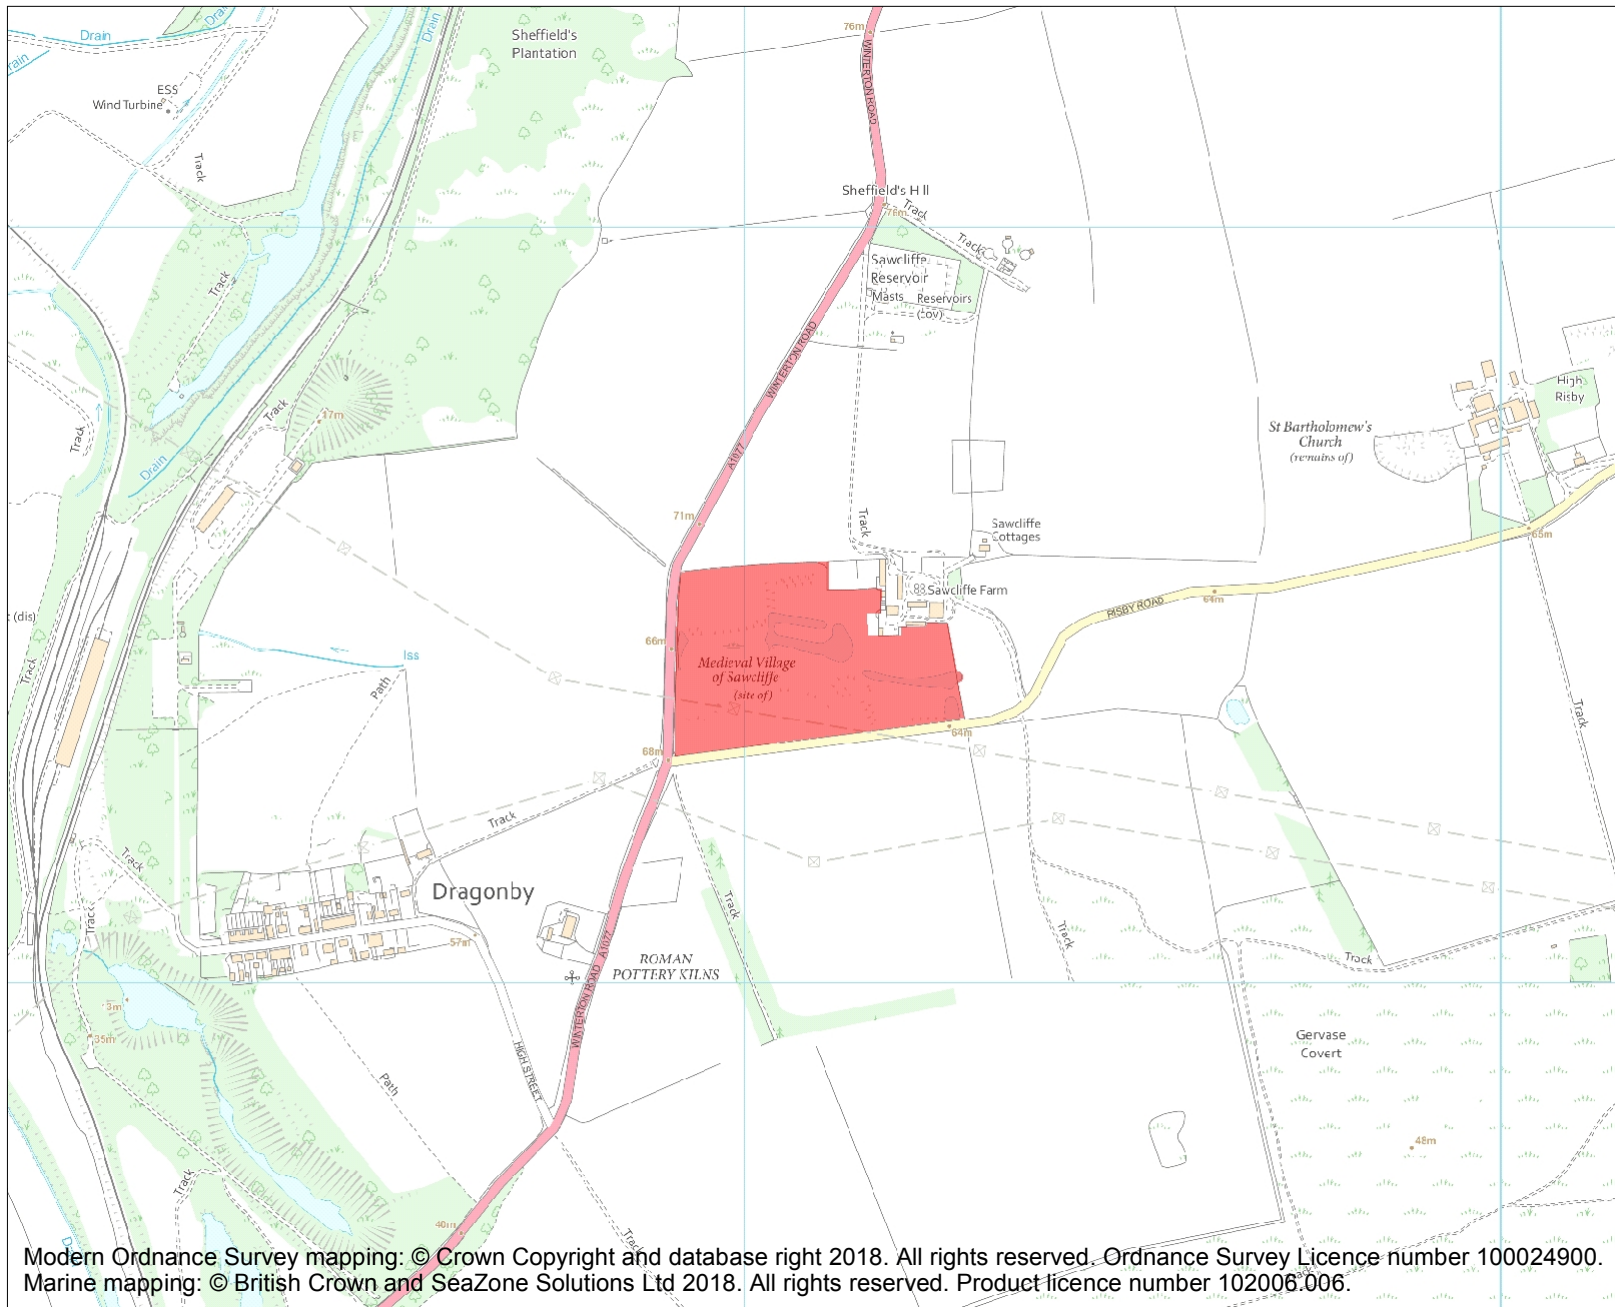 Drain
Drain
Drain
Drain
Sheffield's
Plantation
76m
WINTERTON ROAD
ESS
Wind Turbine
Track
Sheffield's Hill
Track
Track
Track
Sawcliffe
Reservoir
Masts
Reservoirs
(cov)
WINTERTON ROAD
High
Risby
St Bartholomew's
Church
(remains of)
Track
17m
Track
Drain
A1077
71m
Track
Sawcliffe
Cottages
65m
Sawcliffe Farm
64m
RISBY ROAD
(dis)
Track
66m
Iss
Path
Medieval Village
of Sawcliffe
(site of)
Track
64m
68m
Track
Track
Dragonby
Track
Track
57m
Track
Track
ROMAN
POTTERY KILNS
WINTERTON ROAD A1077
35m
Gervase
Covert
HIGH STREET
Path
48m
Track
40m
Track
Modern Ordnance Survey mapping: © Crown Copyright and database right 2018. All rights reserved. Ordnance Survey Licence number 100024900.
Marine mapping: © British Crown and SeaZone Solutions Ltd 2018. All rights reserved. Product licence number 102006.006.